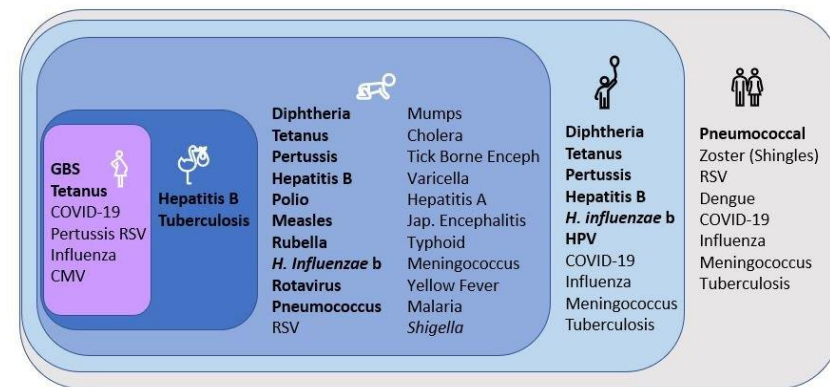 GBS
Tetanus
COVID-19
Pertussis RSV
Influenza
CMV
Hepatitis B
Tuberculosis
Diphtheria
Tetanus
Pertussis
Hepatitis B
Polio
Measles
Rubella
H. Influenzae b
Rotavirus
Pneumococcus
RSV
Mumps
Cholera
Tick Borne Enceph
Varicella
Hepatitis A
Jap. Encephalitis
Typhoid
Meningococcus
Yellow Fever
Malaria
Shigella
Diphtheria
Tetanus
Pertussis
Hepatitis B
H. influenzae b
HPV
COVID-19
Influenza
Meningococcus
Tuberculosis
Pneumococcal
Zoster (Shingles)
RSV
Dengue
COVID-19
Influenza
Meningococcus
Tuberculosis